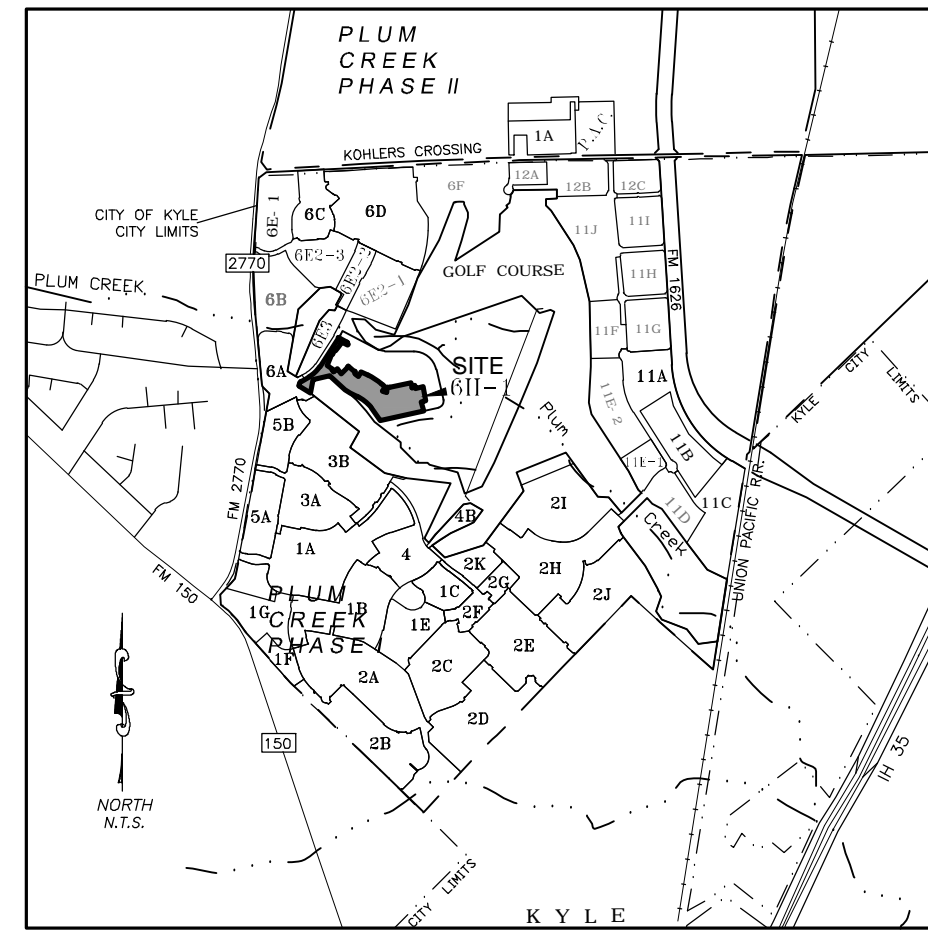 PLUM
CREEK
PHASE II
1A
P.A.C.
KOHLERS CROSSING
6F
12A
12B
12C
CITY OF KYLE
CITY LIMITS
6E-1
6C
6D
11J
11I
6E2-3
6E2-2
6E2-1
GOLF COURSE
FM 1626
2770
11H
PLUM CREEK
6B
6E3
11F
11G
SITE
6H-1
6A
11A
KYLE CITY LIMITS
5B
Plum
11E-2
11B
3B
11E-1
FM 2770
3A
2I
11D
11C
5A
4B
Creek
1A
4
2K
2H
UNION PACIFIC R/R.
FM 150
2G
2J
1C
PLUM
CREEK
PHASE I
1G
1B
2F
1E
2E
1F
2C
2A
2D
150
2B
IH 35
NORTH
N.T.S.
CITY LIMITS
KYLE